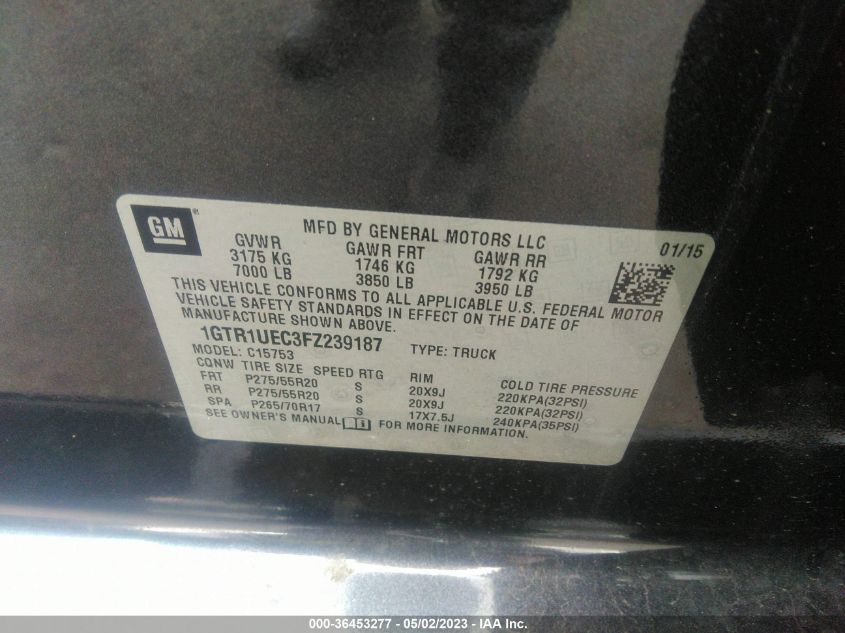 GM®
MFD BY GENERAL MOTORS LLC
01/15
GVWR GAWR FRT GAWR RR
3175 KG 1746 KG 1792 KG
7000 LB 3850 LB 3950 LB
THIS VEHICLE CONFORMS TO ALL APPLICABLE U.S. FEDERAL MOTOR
VEHICLE SAFETY STANDARDS IN EFFECT ON THE DATE OF
MANUFACTURE SHOWN ABOVE.
1GTR1UEC3FZ239187 TYPE: TRUCK
MODEL: C15753
CQNW TIRE SIZE SPEED RTG RIM COLD TIRE PRESSURE
FRT P275/55R20 S 20X9J 220KPA(32PSI)
RR P275/55R20 S 20X9J 220KPA(32PSI)
SPA P265/70R17 S 17X7.5J 240KPA(35PSI)
SEE OWNER'S MANUAL FOR MORE INFORMATION.
000-36453277 - 05/02/2023 - IAA Inc.